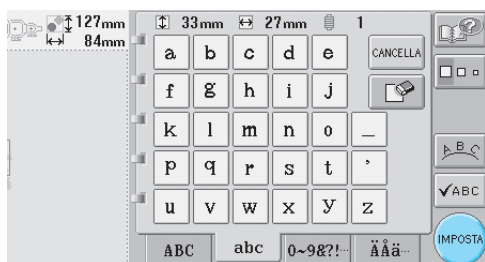 127mm 33mm 27mm 1
84mm
a b c d e CANCELLA
f g h i j
k l m n o _
p q r s t ' ABC
u v w x y z ✓ABC
ABC abc 0~9&?!··· ÄÅä··· IMPOSTA